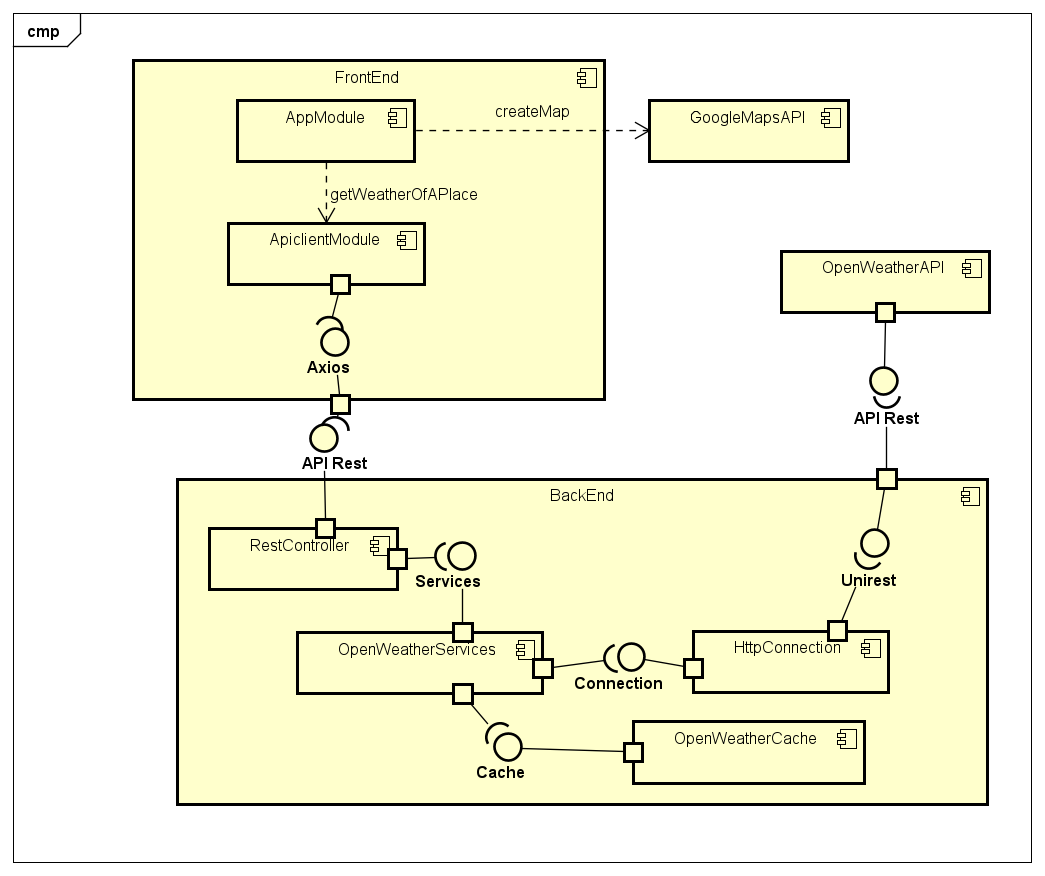 cmp
FrontEnd
AppModule
createMap
GoogleMapsAPI
getWeatherOfAPlace
ApiclientModule
OpenWeatherAPI
Axios
API Rest
API Rest
BackEnd
RestController
Services
Unirest
OpenWeatherServices
HttpConnection
Connection
OpenWeatherCache
Cache